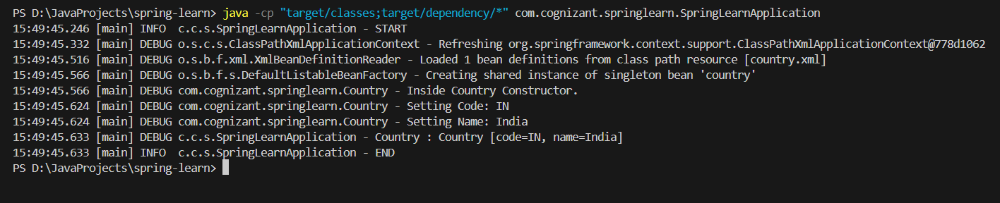 PS D:\JavaProjects\spring-learn> java -cp "target/classes;target/dependency/*" com.cognizant.springlearn.SpringLearnApplication
15:49:45.246 [main] INFO  c.c.s.SpringLearnApplication - START
15:49:45.332 [main] DEBUG o.s.c.s.ClassPathXmlApplicationContext - Refreshing org.springframework.context.support.ClassPathXmlApplicationContext@778d1062
15:49:45.516 [main] DEBUG o.s.b.f.xml.XmlBeanDefinitionReader - Loaded 1 bean definitions from class path resource [country.xml]
15:49:45.566 [main] DEBUG o.s.b.f.s.DefaultListableBeanFactory - Creating shared instance of singleton bean 'country'
15:49:45.566 [main] DEBUG com.cognizant.springlearn.Country - Inside Country Constructor.
15:49:45.624 [main] DEBUG com.cognizant.springlearn.Country - Setting Code: IN
15:49:45.624 [main] DEBUG com.cognizant.springlearn.Country - Setting Name: India
15:49:45.633 [main] DEBUG c.c.s.SpringLearnApplication - Country : Country [code=IN, name=India]
15:49:45.633 [main] INFO  c.c.s.SpringLearnApplication - END
PS D:\JavaProjects\spring-learn>